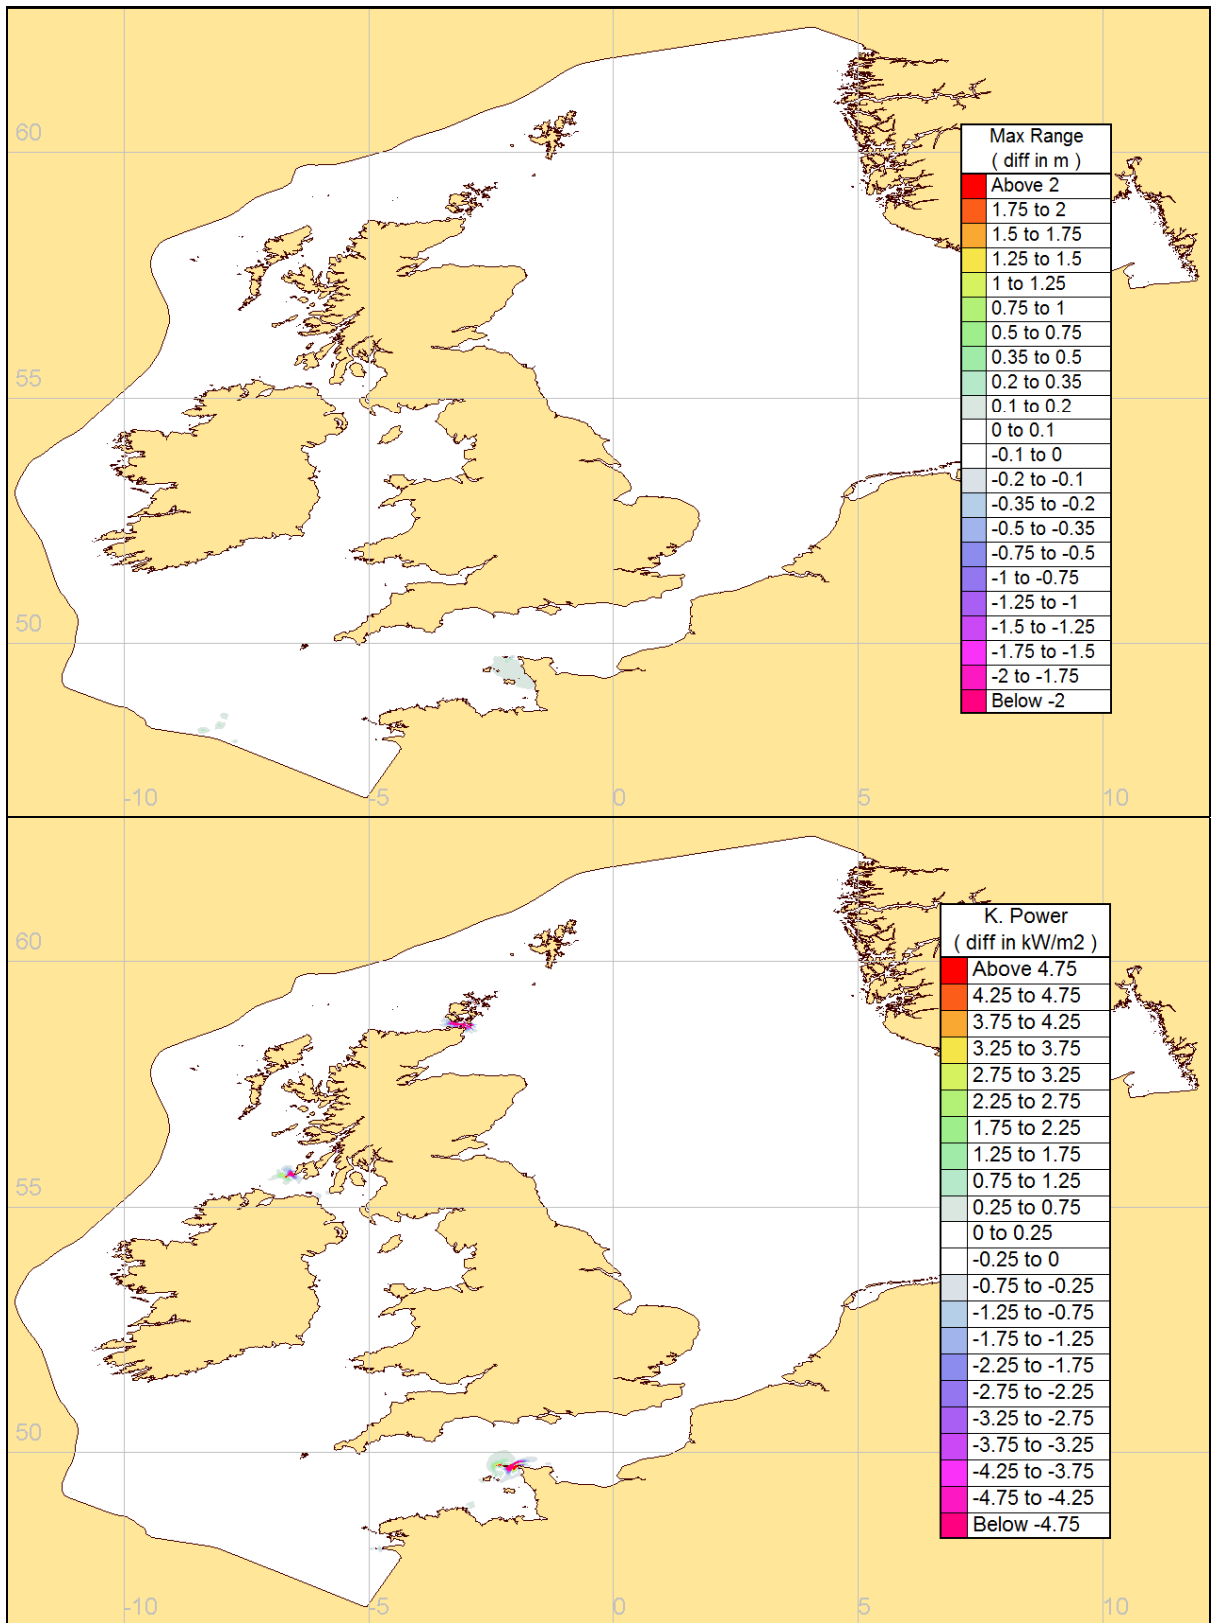 60
55
50
-10
-5
0
5
10
Max Range
( diff in m )
Above 2
1.75 to 2
1.5 to 1.75
1.25 to 1.5
1 to 1.25
0.75 to 1
0.5 to 0.75
0.35 to 0.5
0.2 to 0.35
0.1 to 0.2
0 to 0.1
-0.1 to 0
-0.2 to -0.1
-0.35 to -0.2
-0.5 to -0.35
-0.75 to -0.5
-1 to -0.75
-1.25 to -1
-1.5 to -1.25
-1.75 to -1.5
-2 to -1.75
Below -2
60
55
50
-10
-5
0
5
10
K. Power
( diff in kW/m2 )
Above 4.75
4.25 to 4.75
3.75 to 4.25
3.25 to 3.75
2.75 to 3.25
2.25 to 2.75
1.75 to 2.25
1.25 to 1.75
0.75 to 1.25
0.25 to 0.75
0 to 0.25
-0.25 to 0
-0.75 to -0.25
-1.25 to -0.75
-1.75 to -1.25
-2.25 to -1.75
-2.75 to -2.25
-3.25 to -2.75
-3.75 to -3.25
-4.25 to -3.75
-4.75 to -4.25
Below -4.75